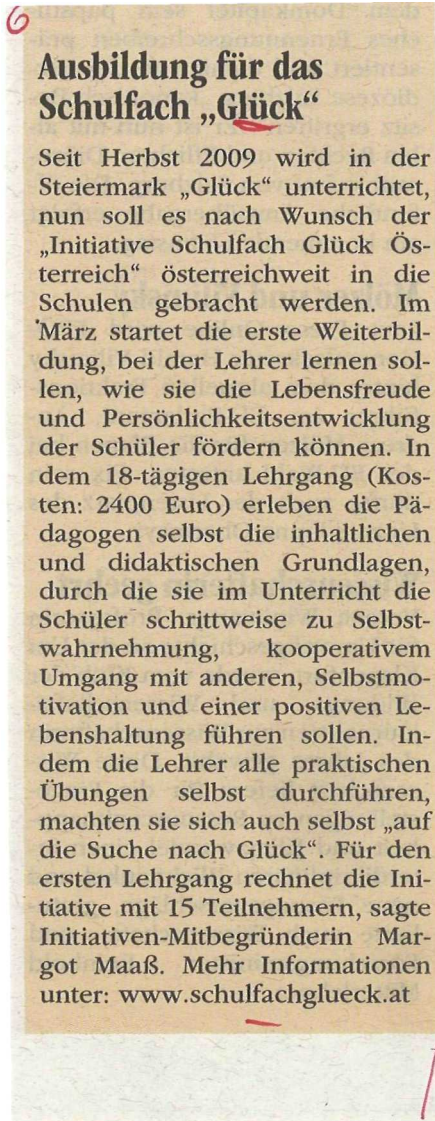 6
Ausbildung für das
Schulfach „Glück“
Seit Herbst 2009 wird in der
Steiermark „Glück“ unterrichtet,
nun soll es nach Wunsch der
„Initiative Schulfach Glück Ös-
terreich“ österreichweit in die
Schulen gebracht werden. Im
März startet die erste Weiterbil-
dung, bei der Lehrer lernen sol-
len, wie sie die Lebensfreude
und Persönlichkeitsentwicklung
der Schüler fördern können. In
dem 18-tägigen Lehrgang (Kos-
ten: 2400 Euro) erleben die Pä-
dagogen selbst die inhaltlichen
und didaktischen Grundlagen,
durch die sie im Unterricht die
Schüler schrittweise zu Selbst-
wahrnehmung, kooperativem
Umgang mit anderen, Selbstmo-
tivation und einer positiven Le-
benshaltung führen sollen. In-
dem die Lehrer alle praktischen
Übungen selbst durchführen,
machten sie sich auch selbst „auf
die Suche nach Glück“. Für den
ersten Lehrgang rechnet die Ini-
tiative mit 15 Teilnehmern, sagte
Initiativen-Mitbegründerin Mar-
got Maaß. Mehr Informationen
unter: www.schulfachglueck.at